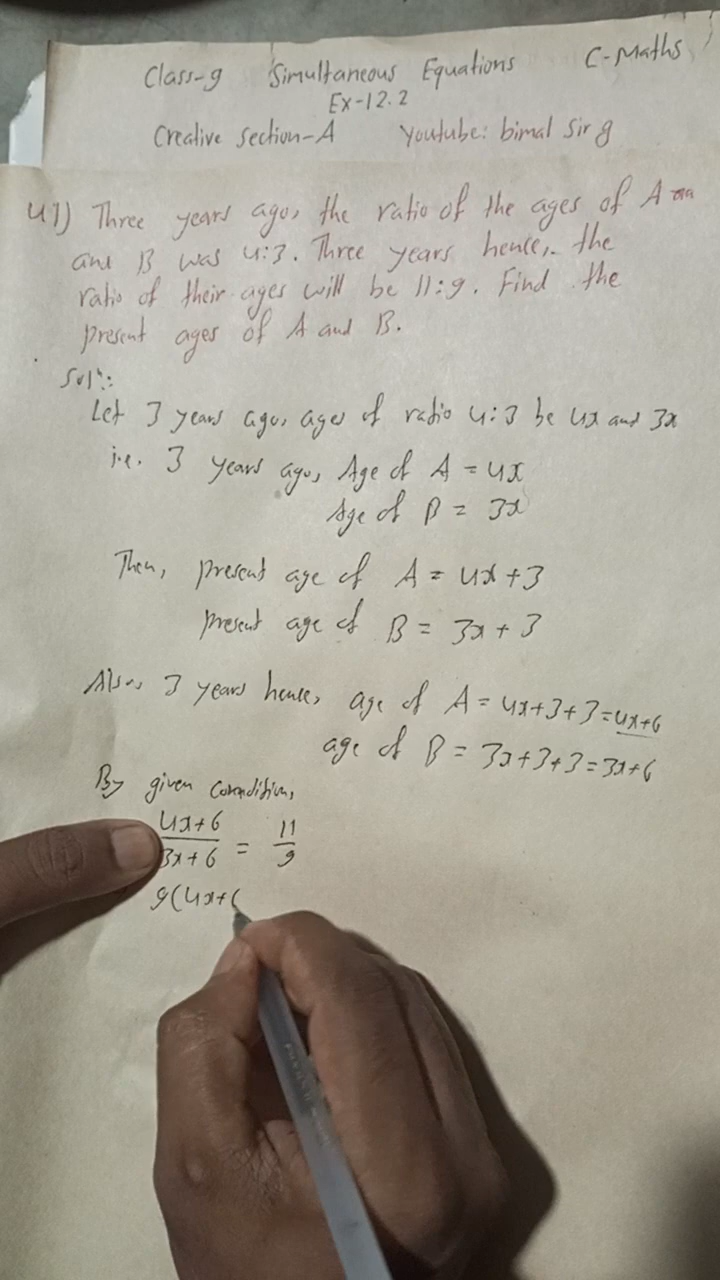 Class-9 Simultaneous Equations C-Maths
Ex-12.2
Creative Section-A Youtube: bimal Sir 9
41) Three years ago, the ratio of the ages of A
and B was 4:3. Three years hence, the
ratio of their ages will be 11:9. Find the
present ages of A and B.
Solⁿ:
Let 3 years ago, ages of ratio 4:3 be 4x and 3x
i.e. 3 years ago, Age of A = 4x
Age of B = 3x
Then, present age of A = 4x+3
present age of B = 3x+3
Also, 3 years hence, age of A = 4x+3+3=4x+6
age of B = 3x+3+3=3x+6
By given condition,
4x+6/3x+6 = 11/9
9(4x+6